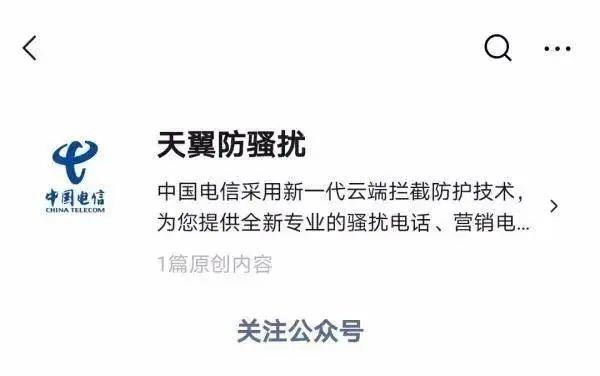 天翼防骚扰
中国电信
CHINA TELECOM
中国电信采用新一代云端拦截防护技术，
为您提供全新专业的骚扰电话、营销电...
1篇原创内容
关注公众号